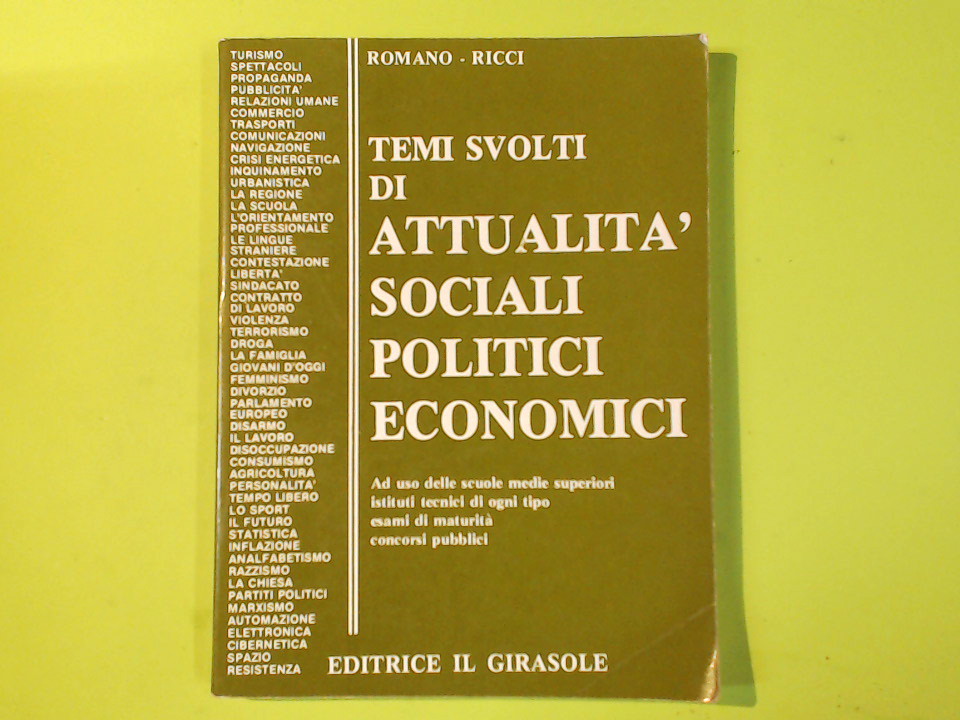 TURISMO
SPETTACOLI
PROPAGANDA
PUBBLICITA'
RELAZIONI UMANE
COMMERCIO
TRASPORTI
COMUNICAZIONI
NAVIGAZIONE
CRISI ENERGETICA
INQUINAMENTO
URBANISTICA
LA REGIONE
LA SCUOLA
L'ORIENTAMENTO
PROFESSIONALE
LE LINGUE
STRANIERE
CONTESTAZIONE
LIBERTA'
SINDACATO
CONTRATTO
DI LAVORO
VIOLENZA
TERRORISMO
DROGA
LA FAMIGLIA
GIOVANI D'OGGI
FEMMINISMO
DIVORZIO
PARLAMENTO
EUROPEO
DISARMO
IL LAVORO
DISOCCUPAZIONE
CONSUMISMO
AGRICOLTURA
PERSONALITA'
TEMPO LIBERO
LO SPORT
IL FUTURO
STATISTICA
INFLAZIONE
ANALFABETISMO
RAZZISMO
LA CHIESA
PARTITI POLITICI
MARXISMO
AUTOMAZIONE
ELETTRONICA
CIBERNETICA
SPAZIO
RESISTENZA
ROMANO - RICCI
TEMI SVOLTI
DI
ATTUALITA'
SOCIALI
POLITICI
ECONOMICI
Ad uso delle scuole medie superiori
istituti tecnici di ogni tipo
esami di maturità
concorsi pubblici
EDITRICE IL GIRASOLE